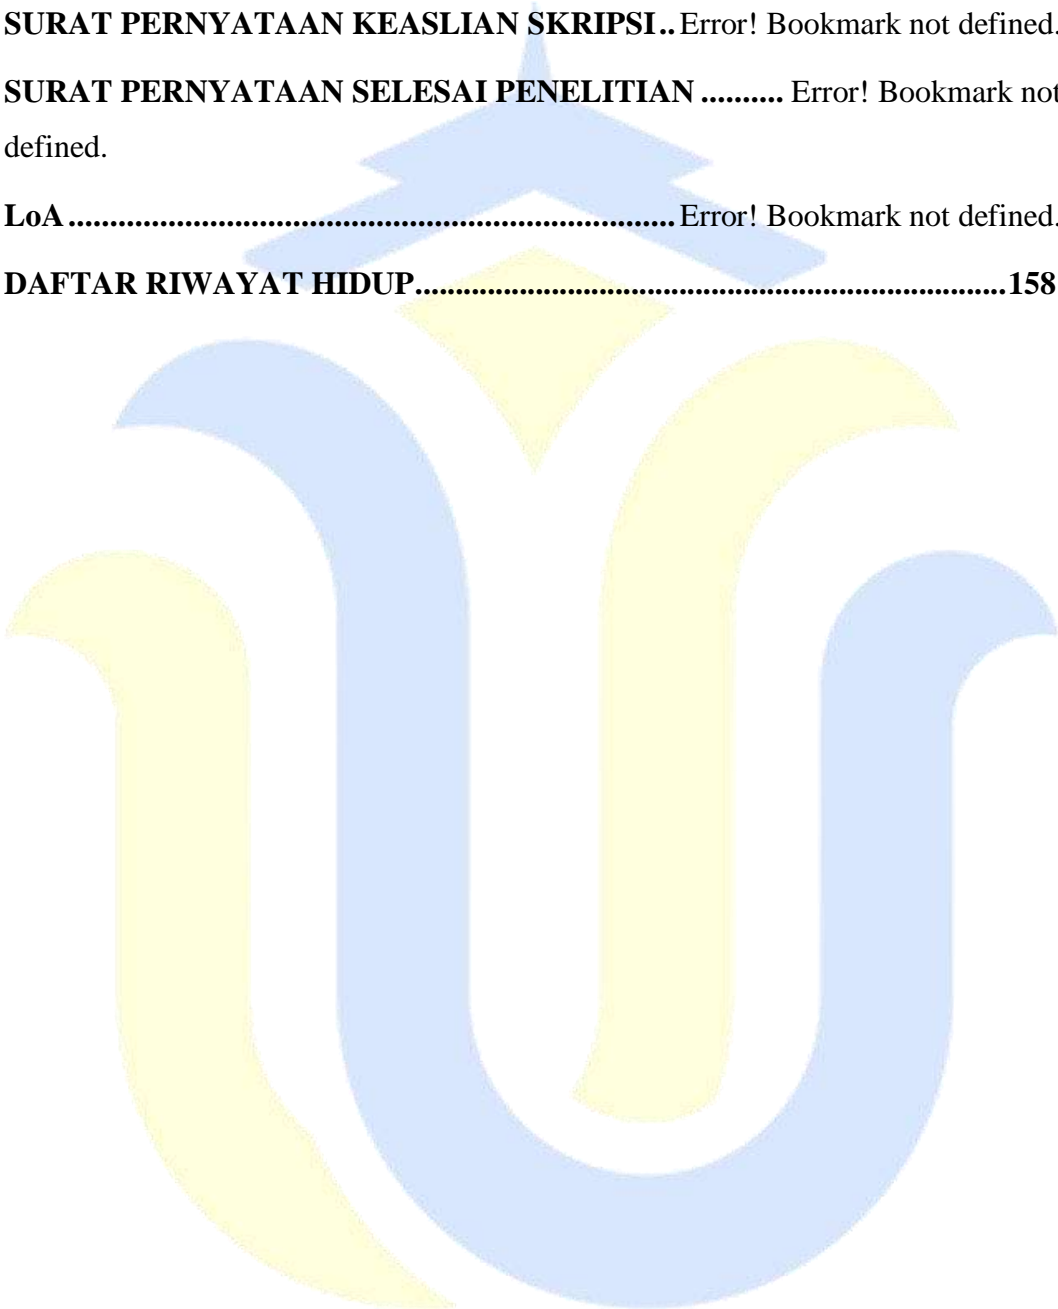 SURAT PERNYATAAN KEASLIAN SKRIPSI.. Error! Bookmark not defined.
SURAT PERNYATAAN SELESAI PENELITIAN .......... Error! Bookmark not
defined.
LoA .......................................................................... Error! Bookmark not defined.
DAFTAR RIWAYAT HIDUP........................................................................158